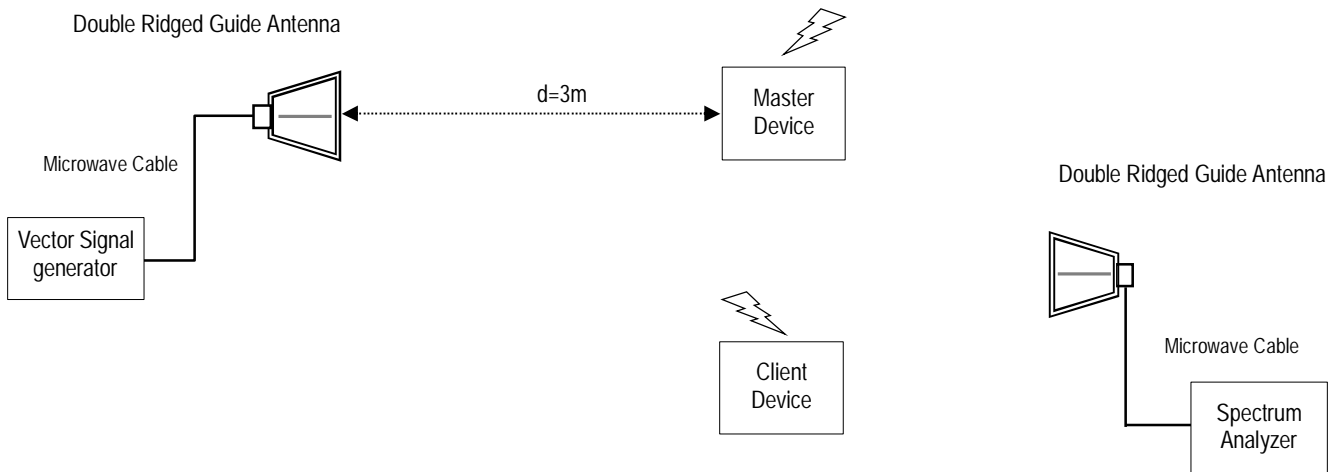 Double Ridged Guide Antenna
d=3m
Master
Device
Microwave Cable
Double Ridged Guide Antenna
Vector Signal
generator
Microwave Cable
Client
Device
Spectrum
Analyzer